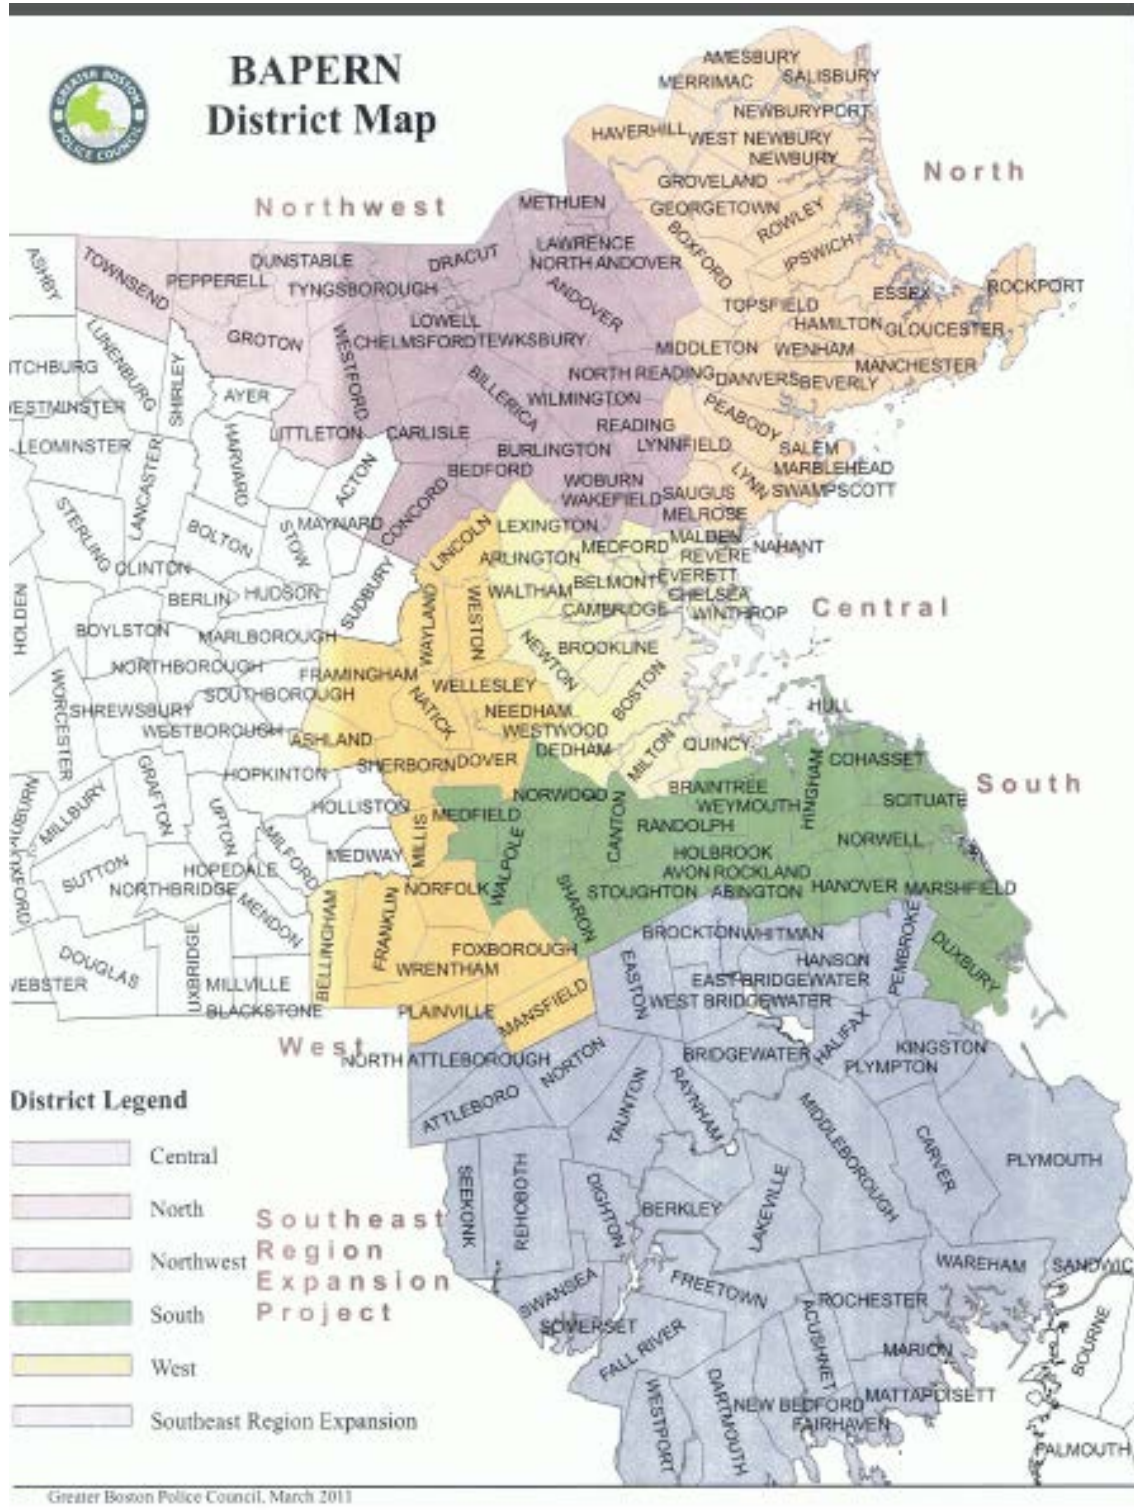 BAPERN
District Map
GREATER BOSTON
POLICE COUNCIL
North
Northwest
Central
South
West
Southeast
Region
Expansion
Project
AMESBURY
MERRIMAC
SALISBURY
NEWBURYPORT
HAVERHILL
WEST NEWBURY
NEWBURY
GROVELAND
GEORGETOWN
ROWLEY
BOXFORD
IPSWICH
METHUEN
LAWRENCE
NORTH ANDOVER
ANDOVER
DRACUT
DUNSTABLE
TYNGSBOROUGH
PEPPERELL
TOWNSEND
ASHBY
ESSEX
ROCKPORT
TOPSFIELD
HAMILTON
GLOUCESTER
LOWELL
CHELMSFORD
TEWKSBURY
GROTON
WESTFORD
LUNENBURG
SHIRLEY
MIDDLETON
WENHAM
MANCHESTER
NORTH READING
DANVERS
BEVERLY
ITCHBURG
AYER
BILLERICA
WILMINGTON
PEABODY
ESTMINSTER
READING
LYNNFIELD
SALEM
LEOMINSTER
LANCASTER
HARVARD
LITTLETON
CARLISLE
BURLINGTON
BEDFORD
ACTON
WOBURN
WAKEFIELD
SAUGUS
LYNN
MARBLEHEAD
SWAMPSCOTT
MELROSE
CONCORD
MAYNARD
STOW
BOLTON
STERLING
LINCOLN
LEXINGTON
ARLINGTON
MEDFORD
MALDEN
REVERE
NAHANT
CLINTON
BERLIN
HUDSON
SUDBURY
WAYLAND
WESTON
WALTHAM
BELMONT
EVERETT
CHELSEA
CAMBRIDGE
WINTHROP
HOLDEN
BOYLSTON
MARLBOROUGH
NEWTON
BROOKLINE
NORTHBOROUGH
FRAMINGHAM
SOUTHBOROUGH
WELLESLEY
BOSTON
WORCESTER
SHREWSBURY
WESTBOROUGH
NATICK
NEEDHAM
HULL
ASHLAND
WESTWOOD
DEDHAM
MILTON
QUINCY
HOPKINTON
SHERBORN
DOVER
COHASSET
GRAFTON
MILLBURY
UPTON
HOLLISTON
MEDFIELD
NORWOOD
BRAINTREE
WEYMOUTH
HINGHAM
SCITUATE
CANTON
RANDOLPH
NORWELL
MILFORD
MEDWAY
MILLIS
WALPOLE
HOLBROOK
SUTTON
HOPEDALE
NORTHBRIDGE
AVON
ROCKLAND
NORFOLK
SHARON
STOUGHTON
ABINGTON
HANOVER
MARSHFIELD
MENDON
BELLINGHAM
FRANKLIN
FOXBOROUGH
WRENTHAM
BROCKTON
WHITMAN
PEMBROKE
DUXBURY
HANSON
DOUGLAS
UXBRIDGE
EASTON
EAST BRIDGEWATER
EBSTER
MILLVILLE
WEST BRIDGEWATER
BLACKSTONE
PLAINVILLE
MANSFIELD
HALIFAX
KINGSTON
NORTH ATTLEBOROUGH
NORTON
BRIDGEWATER
PLYMPTON
ATTLEBORO
TAUNTON
RAYNHAM
MIDDLEBOROUGH
CARVER
PLYMOUTH
SEEKONK
REHOBOTH
DIGHTON
BERKLEY
LAKEVILLE
WAREHAM
SANDWIC
SWANSEA
FREETOWN
ROCHESTER
SOMERSET
FALL RIVER
ACUSHNET
BOURNE
MARION
WESTPORT
DARTMOUTH
NEW BEDFORD
MATTAPOISETT
FAIRHAVEN
FALMOUTH
District Legend
Central
North
Northwest
South
West
Southeast Region Expansion
Greater Boston Police Council, March 2011